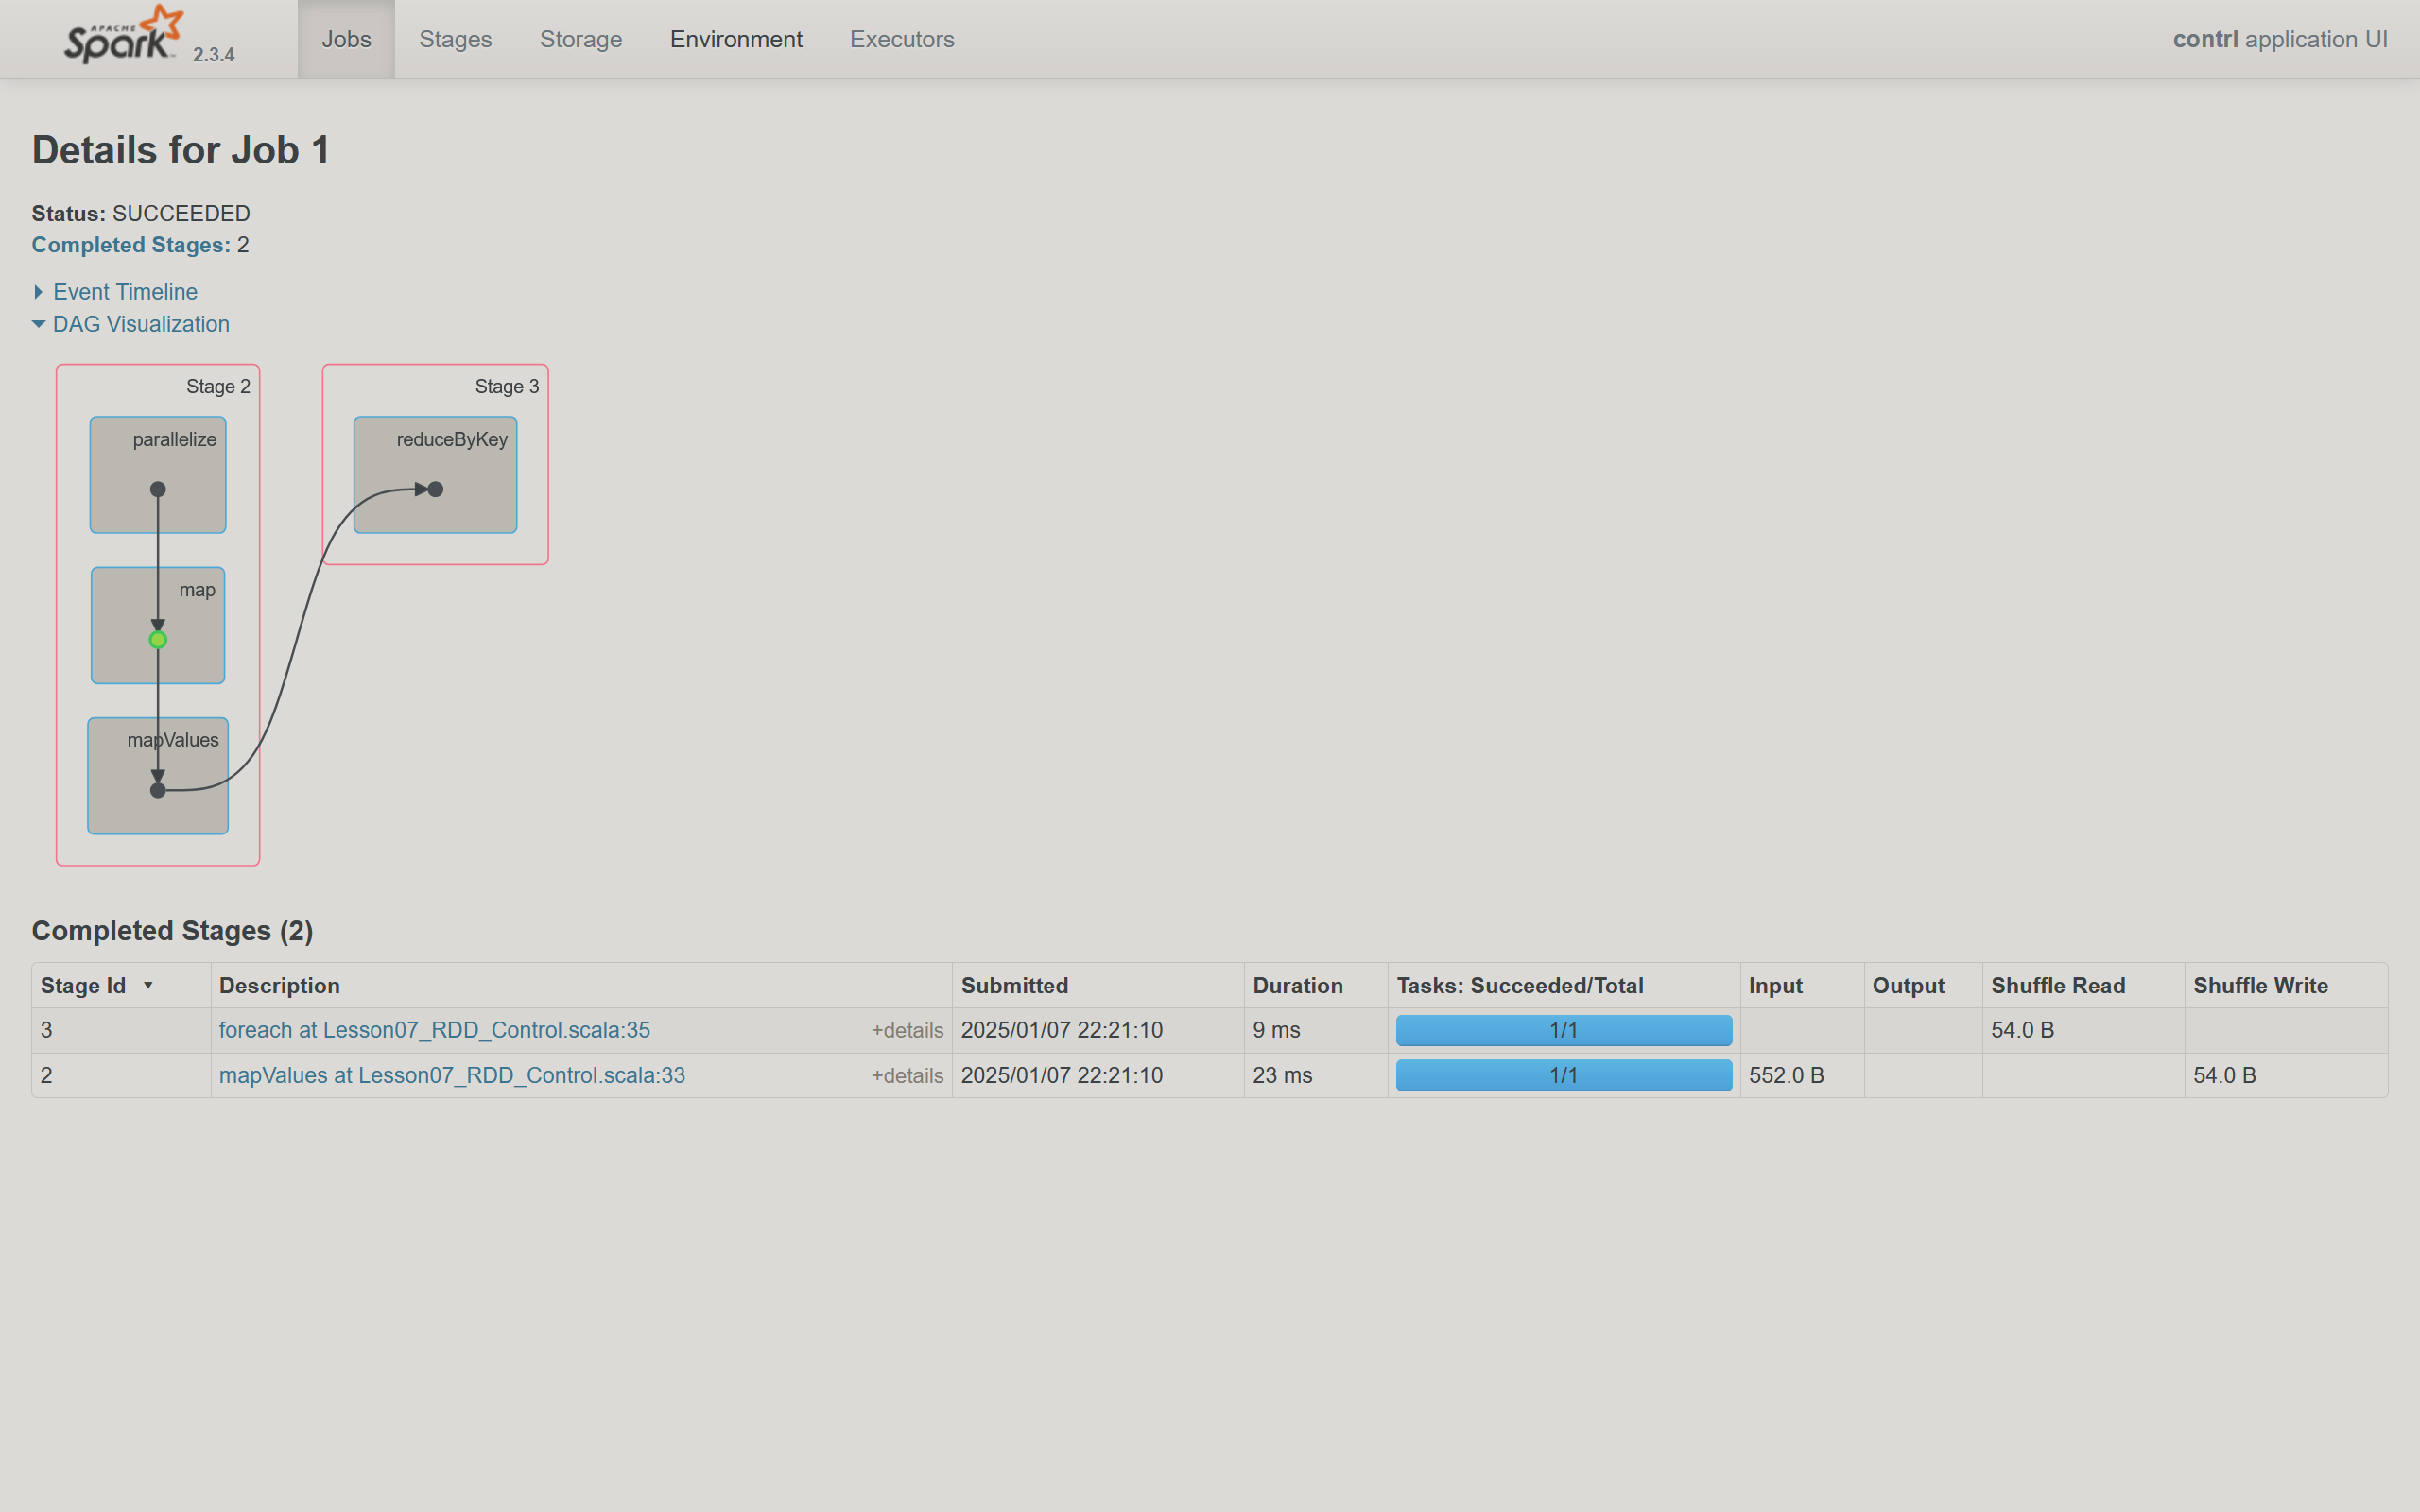 APACHE
Spark 2.3.4 Jobs Stages Storage Environment Executors contrl application UI
Details for Job 1
Status: SUCCEEDED
Completed Stages: 2
Event Timeline
DAG Visualization
Stage 2 Stage 3
parallelize reduceByKey
map
mapValues
Completed Stages (2)
Stage Id ▾ Description Submitted Duration Tasks: Succeeded/Total Input Output Shuffle Read Shuffle Write
3 foreach at Lesson07_RDD_Control.scala:35 +details 2025/01/07 22:21:10 9 ms 1/1 54.0 B
2 mapValues at Lesson07_RDD_Control.scala:33 +details 2025/01/07 22:21:10 23 ms 1/1 552.0 B 54.0 B